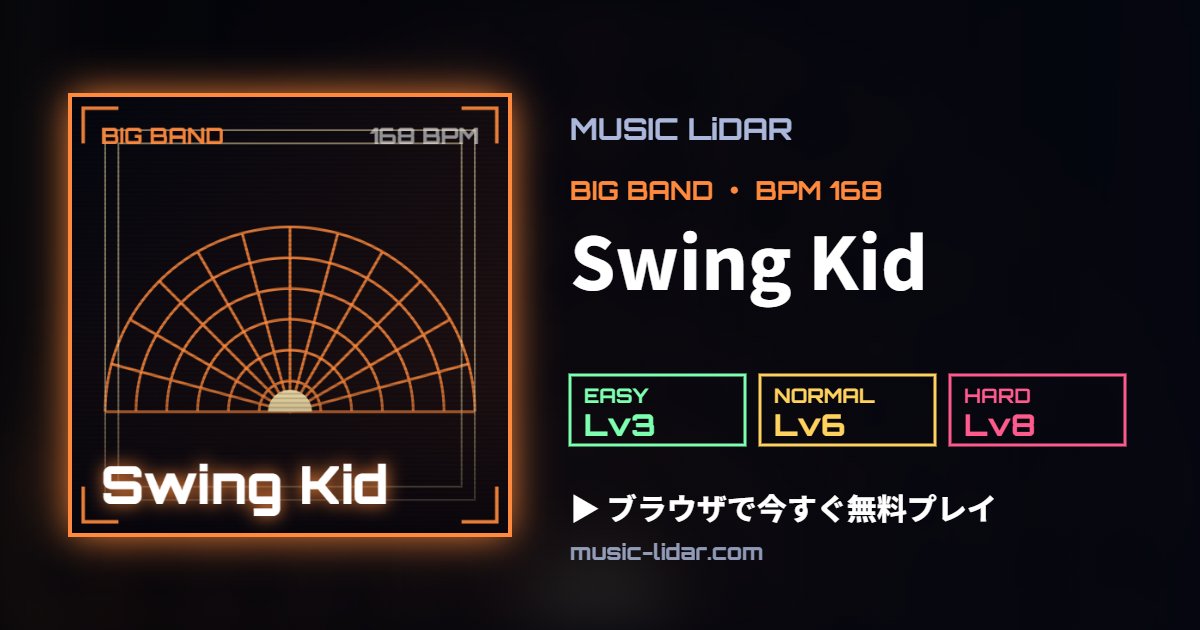 BIG BAND
168 BPM
Swing Kid
MUSIC LiDAR
BIG BAND • BPM 168
Swing Kid
EASY
Lv3
NORMAL
Lv6
HARD
Lv8
▶ ブラウザで今すぐ無料プレイ
music-lidar.com